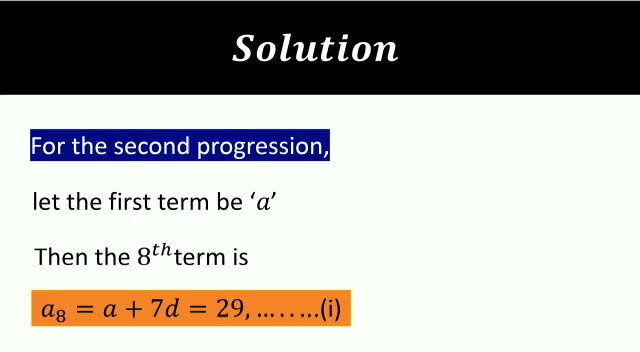 Solution
For the second progression,
let the first term be ‘a’
Then the 8ᵗʰ term is
a₈ = a + 7d = 29, … . . …(i)